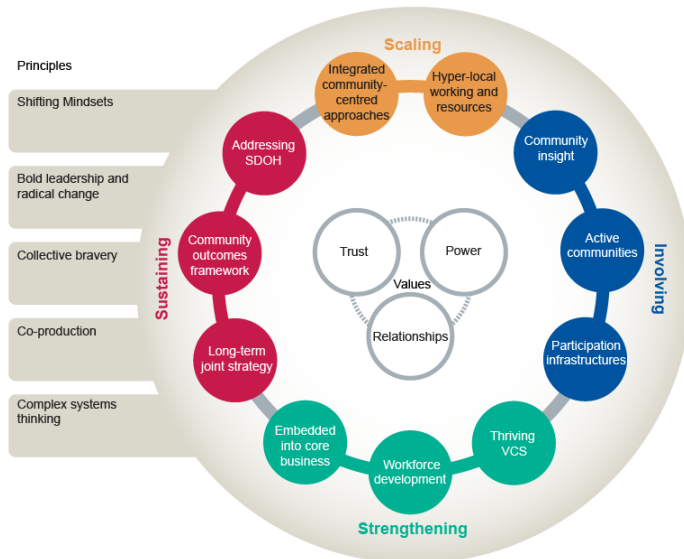 Principles
Shifting Mindsets
Bold leadership and
radical change
Collective bravery
Co-production
Complex systems
thinking
Scaling
Integrated
community-
centred
approaches
Hyper-local
working and
resources
Involving
Community
insight
Active
communities
Participation
infrastructures
Strengthening
Thriving
VCS
Workforce
development
Embedded
into core
business
Sustaining
Long-term
joint strategy
Community
outcomes
framework
Addressing
SDOH
Values
Trust
Power
Relationships